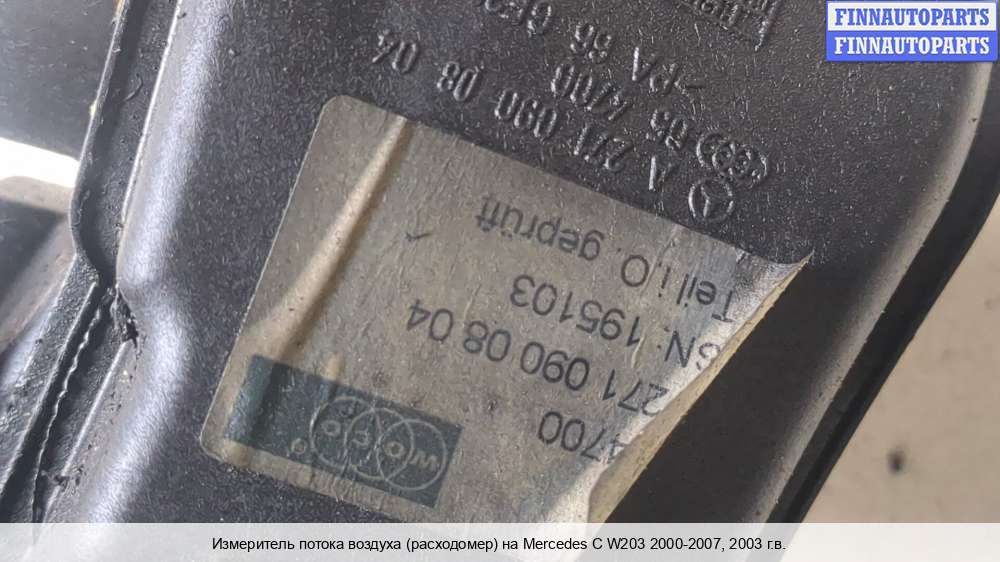 FINNAUTOPARTS
FINNAUTOPARTS
-PA 66
65 4700
A 271 090 08 04
Teil i.O. geprüft
SN: 195103
271 090 08 04
4700
Измеритель потока воздуха (расходомер) на Mercedes C W203 2000-2007, 2003 г.в.